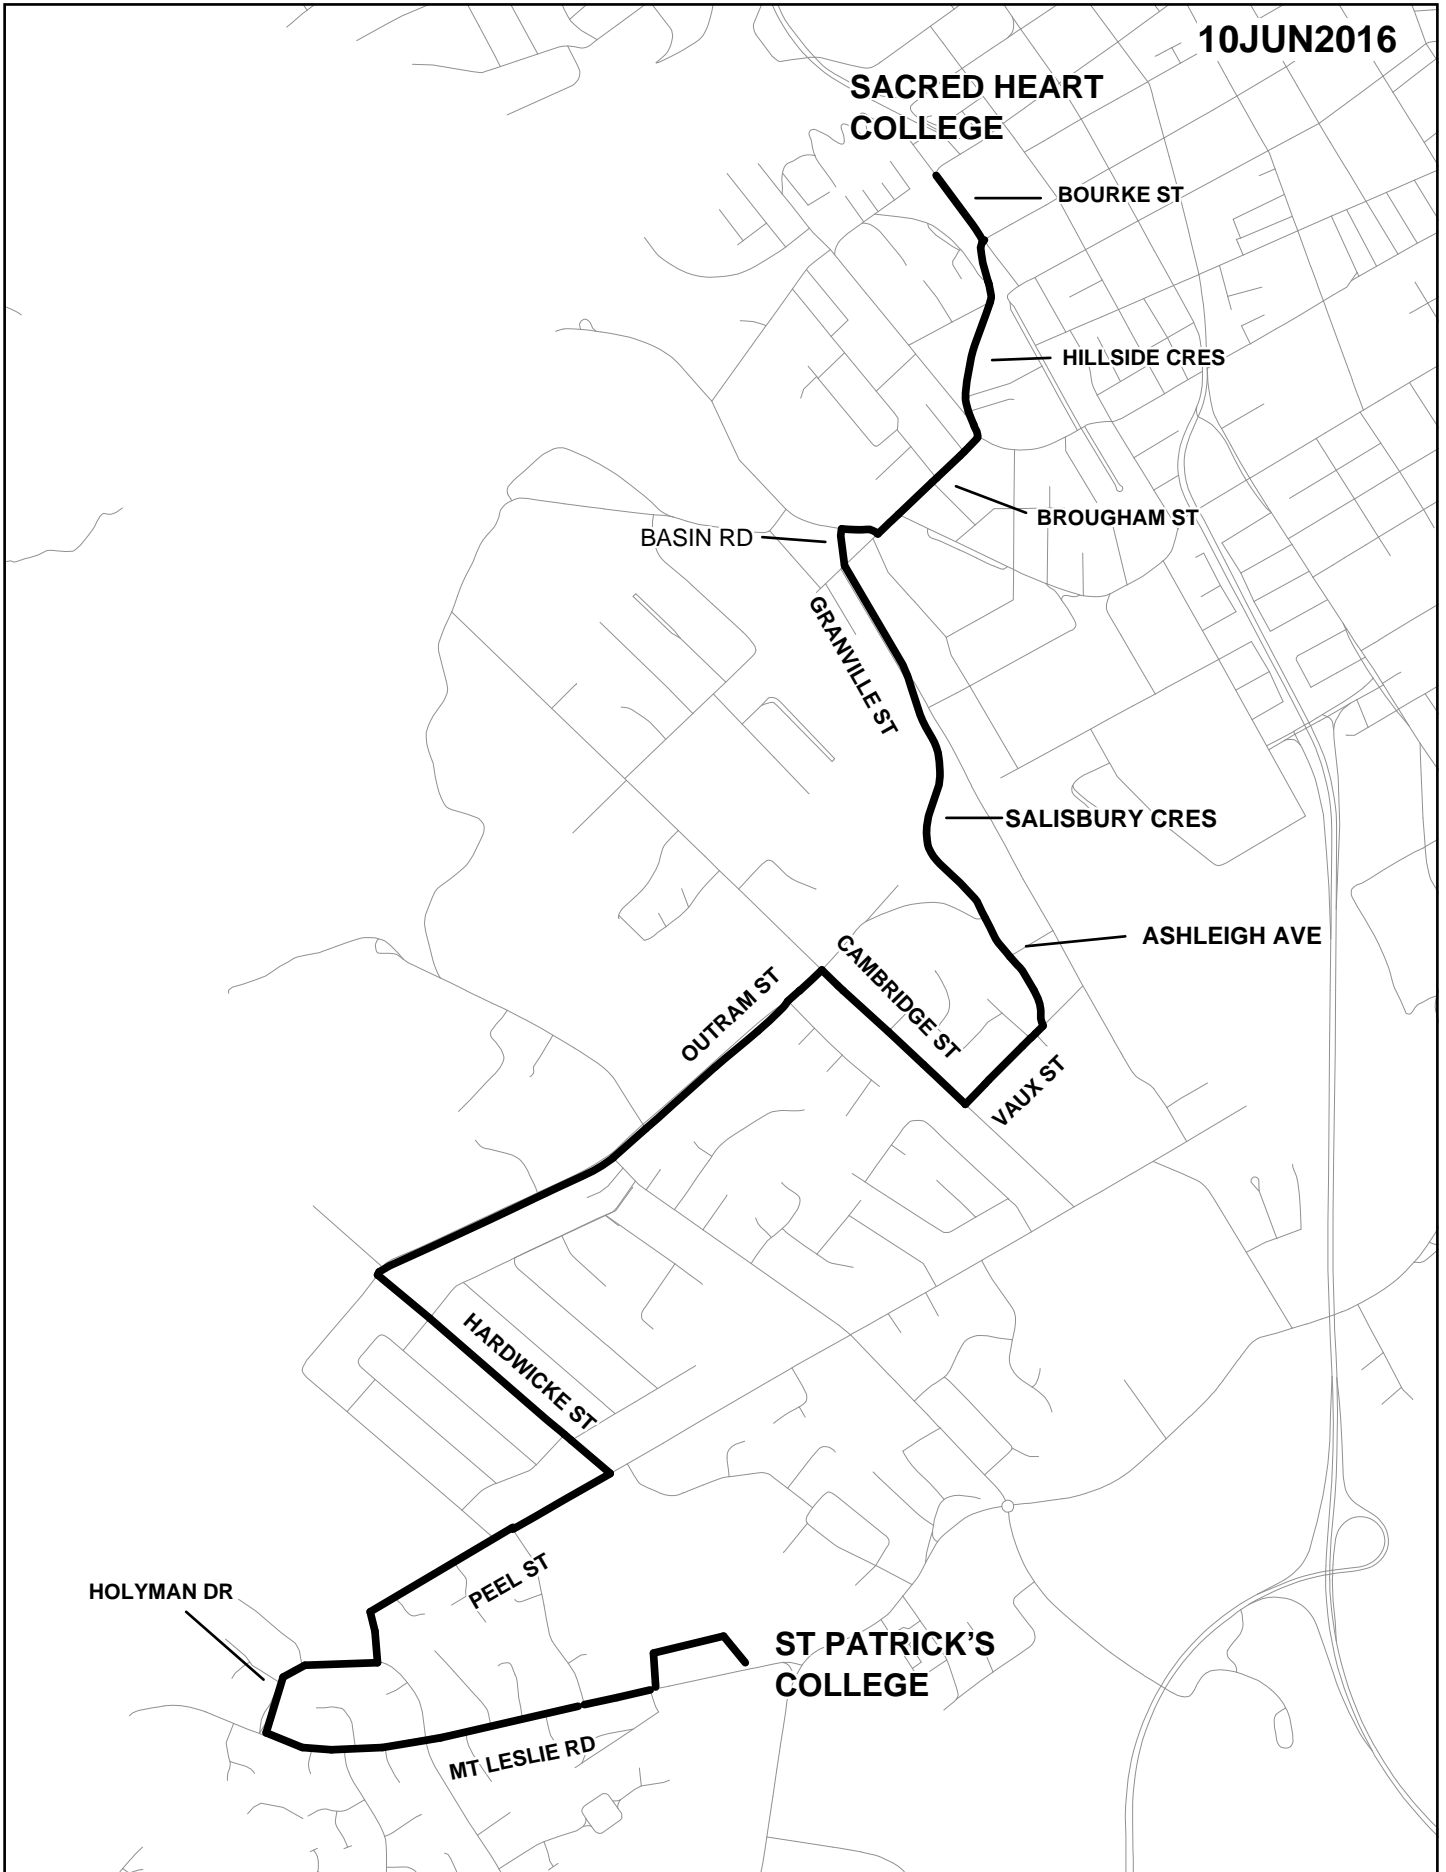 10JUN2016
SACRED HEART
COLLEGE
BOURKE ST
HILLSIDE CRES
BROUGHAM ST
BASIN RD
GRANVILLE ST
SALISBURY CRES
ASHLEIGH AVE
CAMBRIDGE ST
OUTRAM ST
VAUX ST
HARDWICKE ST
PEEL ST
HOLYMAN DR
ST PATRICK'S
COLLEGE
MT LESLIE RD